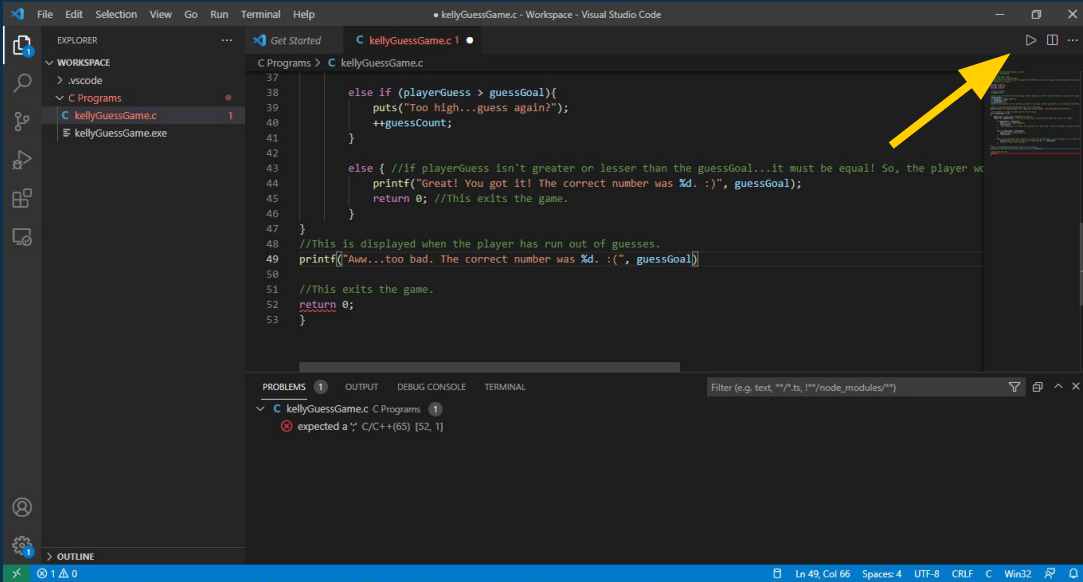 File Edit Selection View Go Run Terminal Help ● kellyGuessGame.c - Workspace - Visual Studio Code
EXPLORER ···
Get Started
C kellyGuessGame.c 1 ●
C Programs > C kellyGuessGame.c
WORKSPACE
.vscode
C Programs
C kellyGuessGame.c 1
kellyGuessGame.exe
37
38 else if (playerGuess > guessGoal){
39 puts("Too high...guess again?");
40 ++guessCount;
41 }
42
43 else { //if playerGuess isn't greater or lesser than the guessGoal...it must be equal! So, the player
44 printf("Great! You got it! The correct number was %d. :)", guessGoal);
45 return 0; //This exits the game.
46 }
47 }
48 //This is displayed when the player has run out of guesses.
49 printf("Aww...too bad. The correct number was %d. :(", guessGoal)
50
51 //This exits the game.
52 return 0;
53 }
PROBLEMS 1 OUTPUT DEBUG CONSOLE TERMINAL Filter (e.g. text, **/*.ts, !**/node_modules/**)
C kellyGuessGame.c C Programs 1
expected a ';' C/C++(65) [52, 1]
1
1
OUTLINE
1 0 Ln 49, Col 66 Spaces: 4 UTF-8 CRLF C Win32